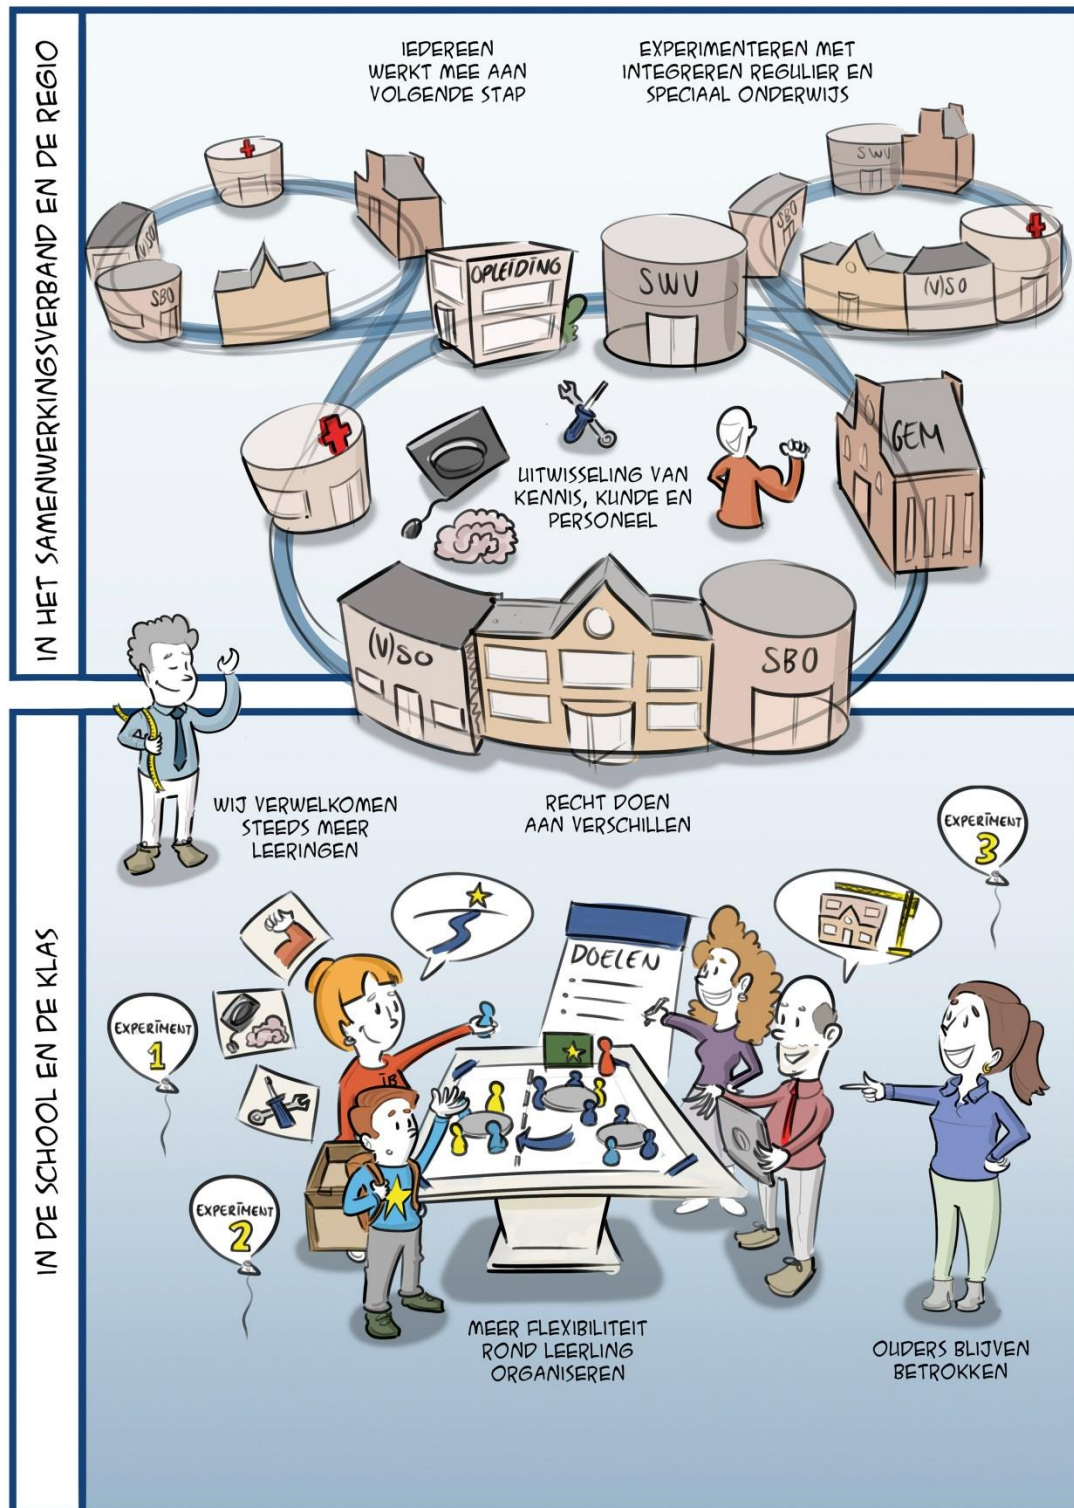 IN HET SAMENWERKINGSVERBAND EN DE REGIO
IEDEREEN
WERKT MEE AAN
VOLGENDE STAP
EXPERIMENTEREN MET
INTEGREREN REGULIER EN
SPECIAAL ONDERWIJS
(V)SO
SBO
OPLEIDING
SWV
SWV
SBO
(V)SO
GEM
UITWISSELING VAN
KENNIS, KUNDE EN
PERSONEEL
(V)SO
SBO
IN DE SCHOOL EN DE KLAS
WIJ VERWELKOMEN
STEEDS MEER
LEERINGEN
RECHT DOEN
AAN VERSCHILLEN
EXPERIMENT
3
DOELEN
EXPERIMENT
1
IB
EXPERIMENT
2
MEER FLEXIBILITEIT
ROND LEERLING
ORGANISEREN
OUDERS BLIJVEN
BETROKKEN